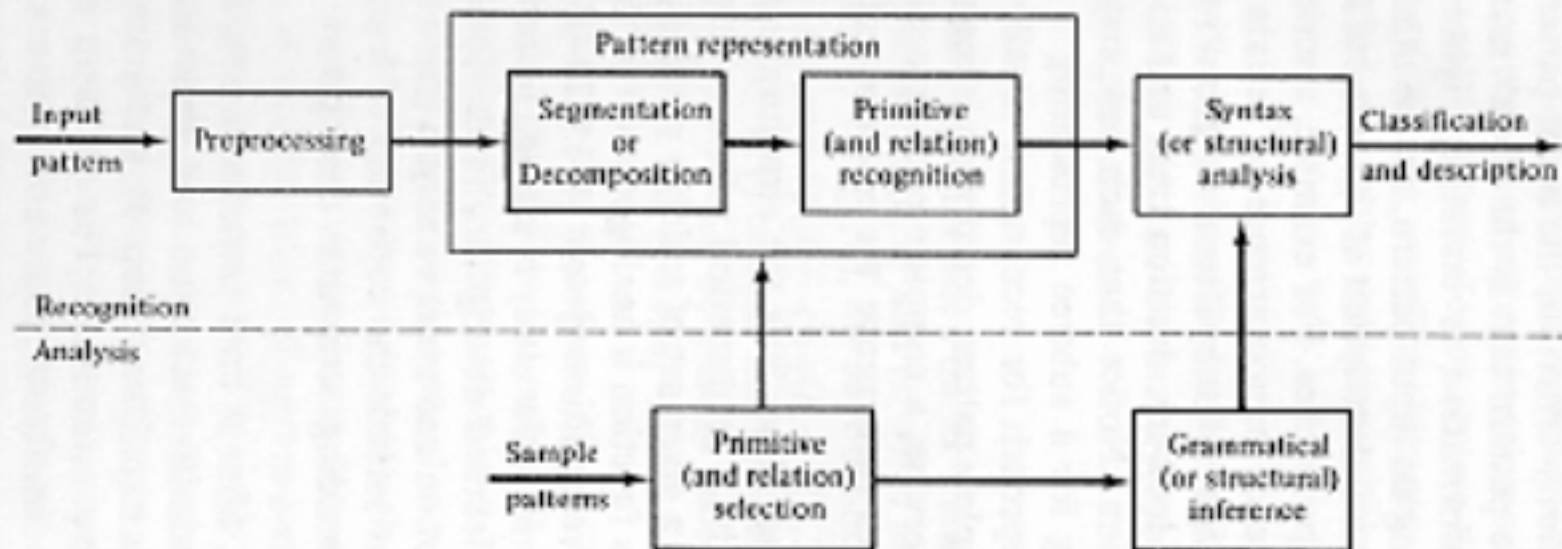 Pattern representation
Input
pattern
Preprocessing
Segmentation
or
Decomposition
Primitive
(and relation)
recognition
Syntax
(or structural)
analysis
Classification
and description
Recognition
Analysis
Sample
patterns
Primitive
(and relation)
selection
Grammatical
(or structural)
inference